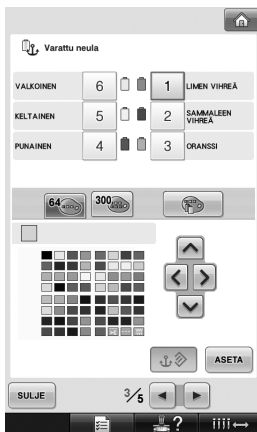 Varattu neula
VALKOINEN 6 1 LIMEN VIHREÄ
KELTAINEN 5 2 SAMMALEEN VIHREÄ
PUNAINEN 4 3 ORANSSI
64 300
ASETA
SULJE 3/5
?